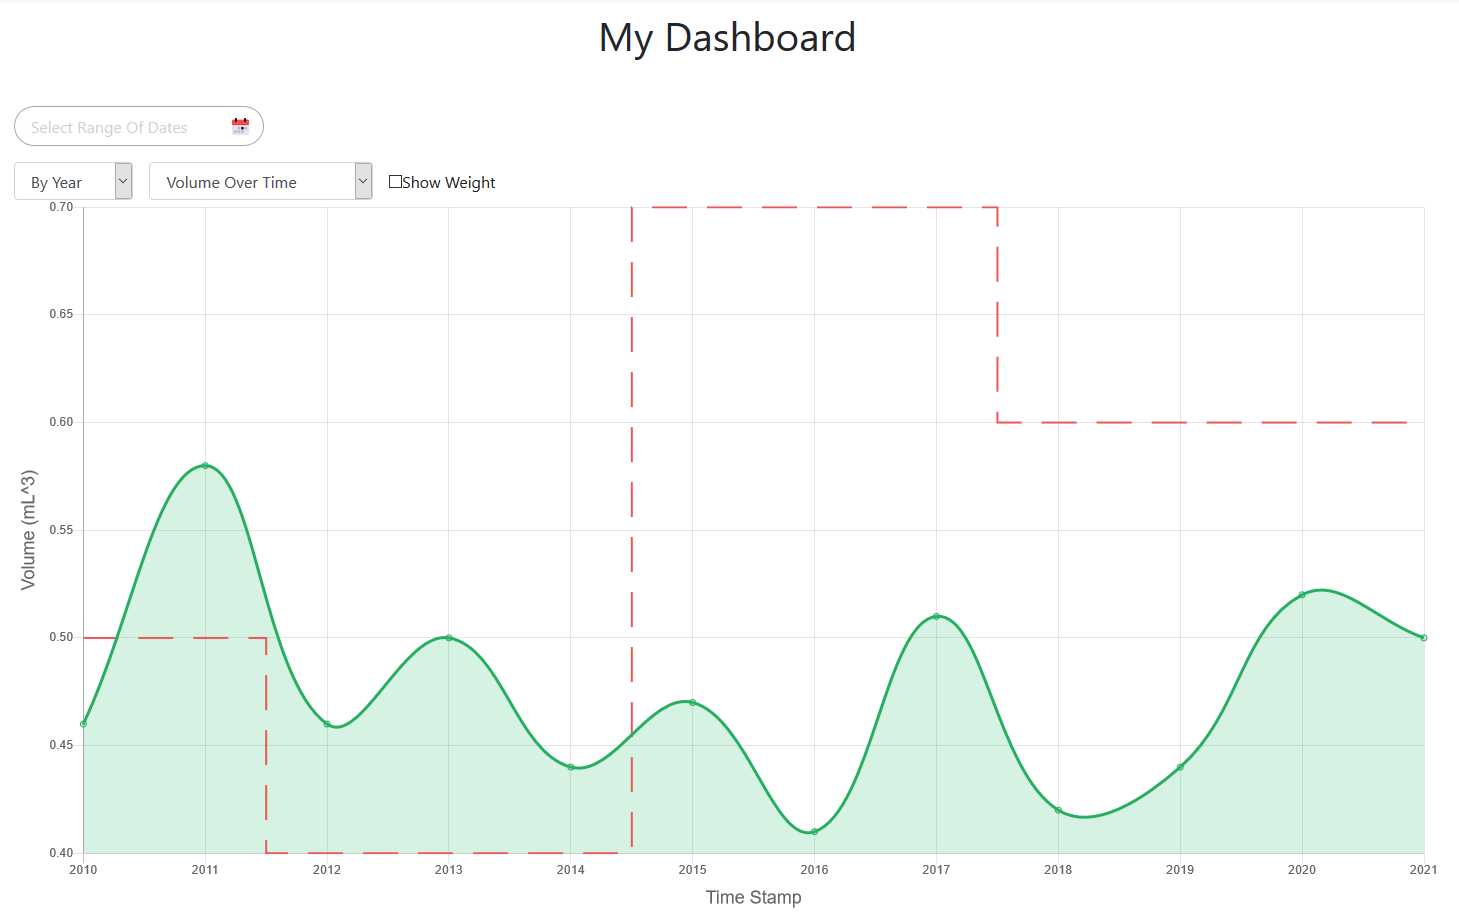 My Dashboard
Select Range Of Dates
By Year
Volume Over Time
Show Weight
0.70
0.65
0.60
0.55
0.50
0.45
0.40
Volume (mL^3)
2010 2011 2012 2013 2014 2015 2016 2017 2018 2019 2020 2021
Time Stamp